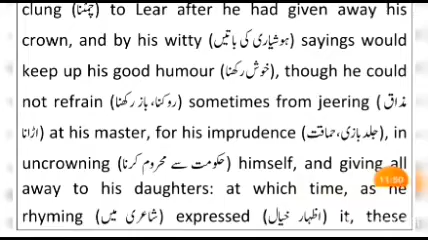 clung (چمٹنا) to Lear after he had given away his
crown, and by his witty (ہوشیاری کی باتیں) sayings would
keep up his good humour (خوش رکھنا), though he could
not refrain (روکنا، باز رکھنا) sometimes from jeering (مذاق
اڑانا) at his master, for his imprudence (جلد بازی، حماقت), in
uncrowning (حکومت سے محروم کرنا) himself, and giving all
away to his daughters: at which time, as he
rhyming (شاعری میں) expressed (اظہار خیال) it, these
11/50